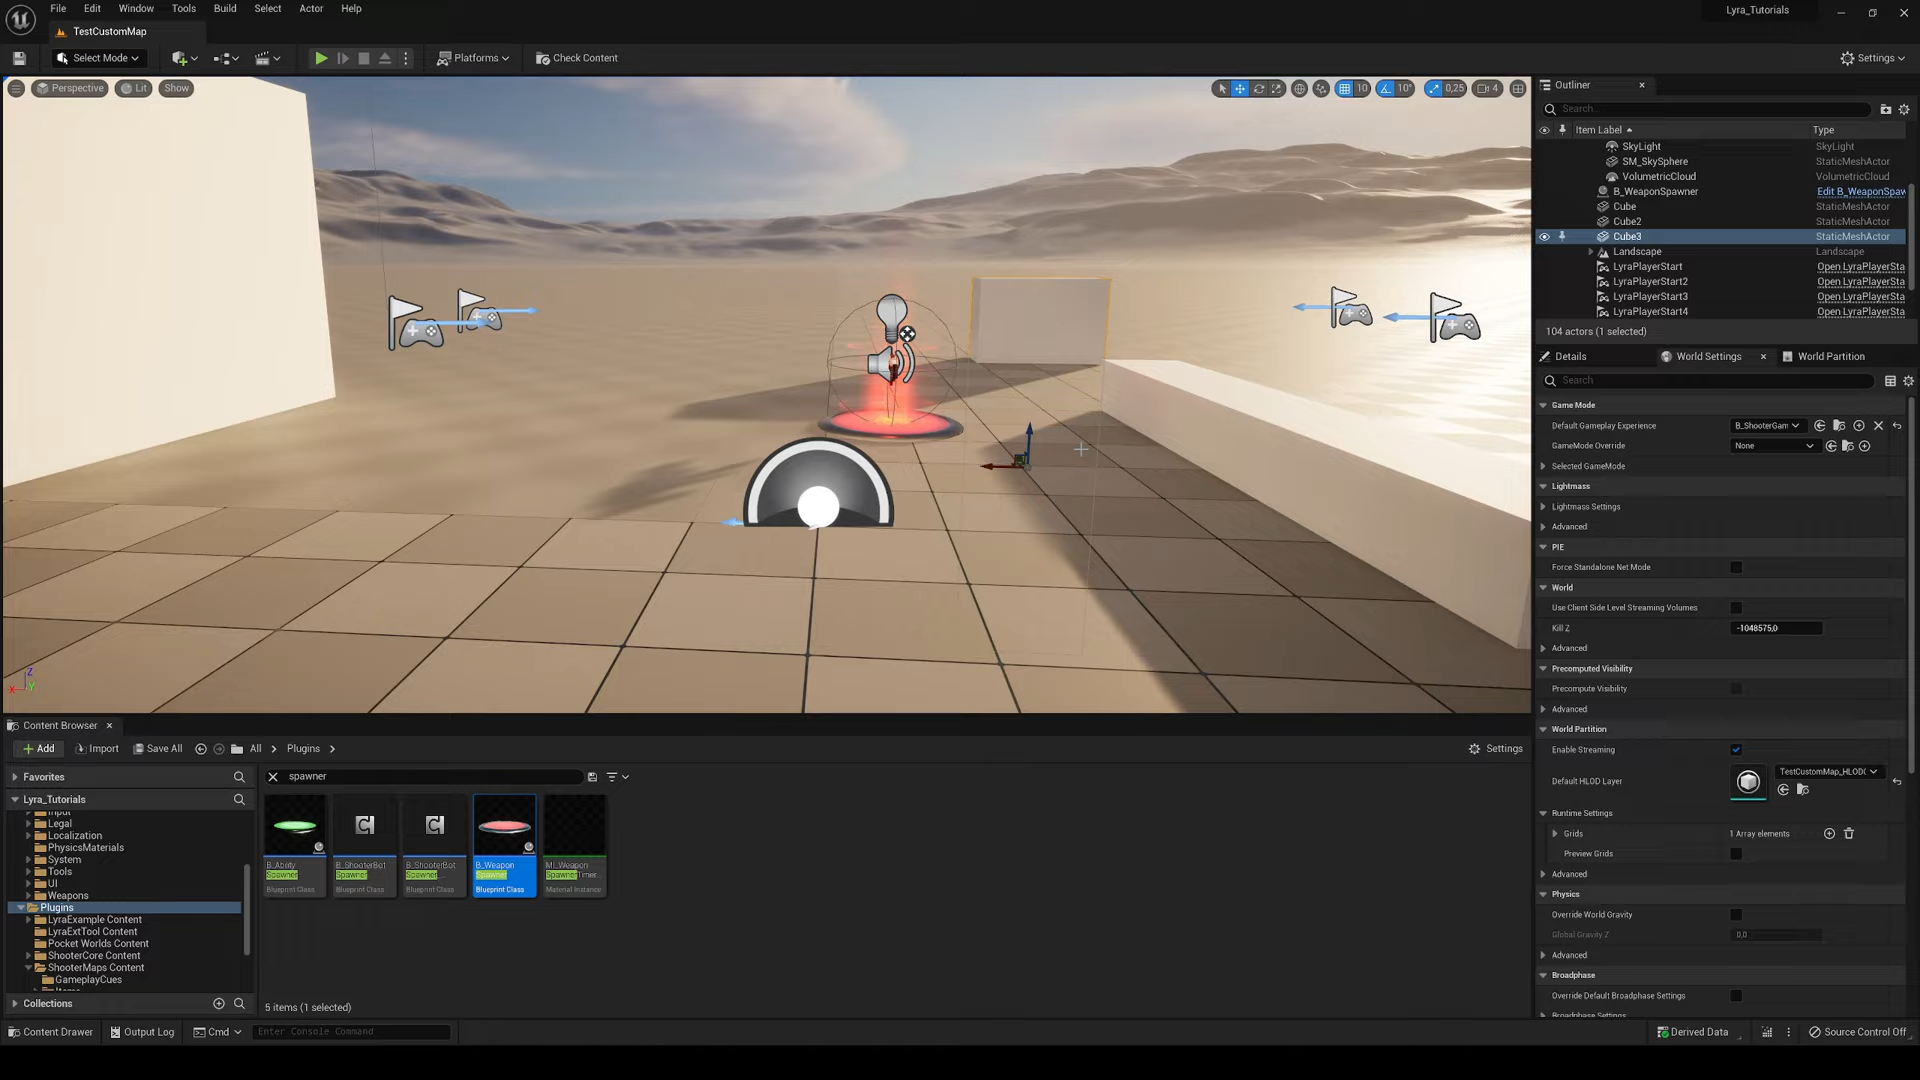 File Edit Window Tools Build Select Actor Help
Lyra_Tutorials
TestCustomMap
Select Mode
Platforms
Check Content
Settings
Perspective
Lit
Show
10
10°
0,25
4
Outliner
Search...
Item Label
Type
SkyLight SkyLight
SM_SkySphere StaticMeshActor
VolumetricCloud VolumetricCloud
B_WeaponSpawner Edit B_WeaponSpaw
Cube StaticMeshActor
Cube2 StaticMeshActor
Cube3 StaticMeshActor
Landscape Landscape
LyraPlayerStart Open LyraPlayerSta
LyraPlayerStart2 Open LyraPlayerSta
LyraPlayerStart3 Open LyraPlayerSta
LyraPlayerStart4 Open LyraPlayerSta
104 actors (1 selected)
Details
World Settings
World Partition
Search
Game Mode
Default Gameplay Experience B_ShooterGam
GameMode Override None
Selected GameMode
Lightmass
Lightmass Settings
Advanced
PIE
Force Standalone Net Mode
World
Use Client Side Level Streaming Volumes
Kill Z -1048575,0
Advanced
Precomputed Visibility
Precompute Visibility
Advanced
World Partition
Enable Streaming
Default HLOD Layer TestCustomMap_HLOD(
Runtime Settings
Grids 1 Array elements
Preview Grids
Advanced
Physics
Override World Gravity
Global Gravity Z 0,0
Advanced
Broadphase
Override Default Broadphase Settings
Broadphase Settings
Z
X
Y
Content Browser
Add
Import
Save All
All
Plugins
Settings
Favorites
Lyra_Tutorials
Input
Legal
Localization
PhysicsMaterials
System
Tools
UI
Weapons
Plugins
LyraExample Content
LyraExtTool Content
Pocket Worlds Content
ShooterCore Content
ShooterMaps Content
GameplayCues
Collections
spawner
B_Ability
Spawner
Blueprint Class
B_ShooterBot
Spawner
Blueprint Class
B_ShooterBot
Spawner_
Blueprint Class
B_Weapon
Spawner
Blueprint Class
MI_Weapon
SpawnerTimer...
Material Instance
5 items (1 selected)
Content Drawer
Output Log
Cmd
Enter Console Command
Derived Data
Source Control Off